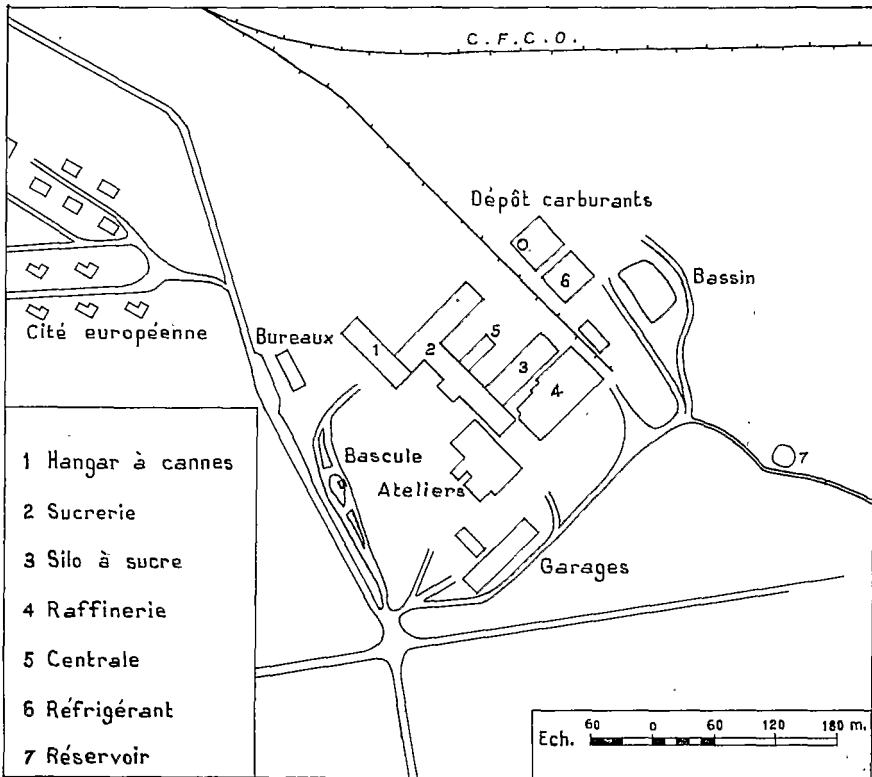 C.F.C.O.
Dépôt carburants
6
Bassin
Cité européenne
Bureaux
1
2
5
3
4
7
Bascule
Ateliers
Garages
1 Hangar à cannes
2 Sucrerie
3 Silo à sucre
4 Raffinerie
5 Centrale
6 Réfrigérant
7 Réservoir
Ech. 60 0 60 120 180 m.